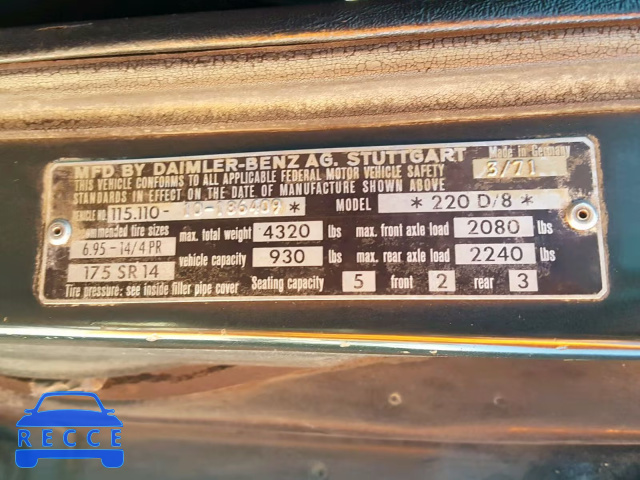 MFD BY DAIMLER-BENZ AG. STUTTGART Made in Germany
THIS VEHICLE CONFORMS TO ALL APPLICABLE FEDERAL MOTOR VEHICLE SAFETY 3/71
STANDARDS IN EFFECT ON THE DATE OF MANUFACTURE SHOWN ABOVE
VEHICLE NO. 115.110-10-186409* MODEL *220 D/8*
recommended tire sizes max. total weight 4320 lbs max. front axle load 2080 lbs
6.95-14/4 PR vehicle capacity 930 lbs max. rear axle load 2240 lbs
175 SR 14
Tire pressure: see inside filler pipe cover Seating capacity 5 front 2 rear 3
RECCE